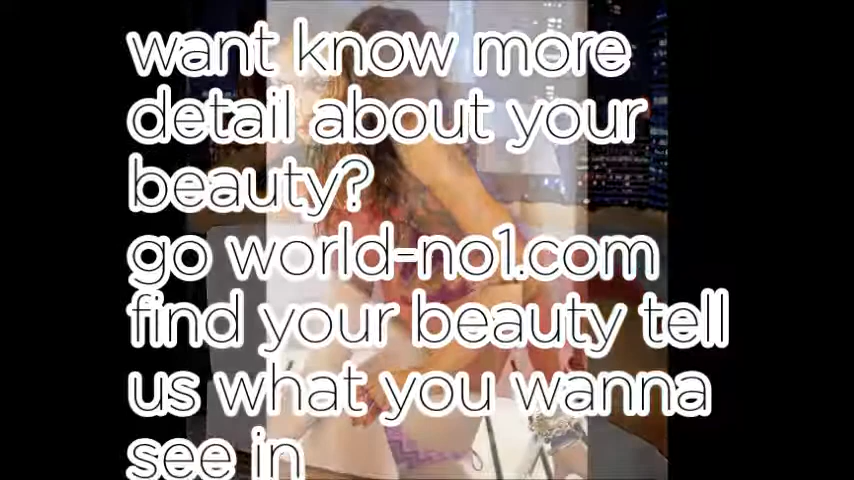 want know more
detail about your
beauty?
go world-no1.com
find your beauty tell
us what you wanna
see in